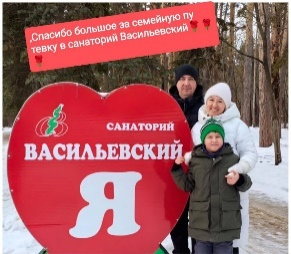 .Спасибо большое за семейную пу
тевку в санаторий Васильевский🌹🌹
САНАТОРИЙ
ВАСИЛЬЕВСКИЙ
Я